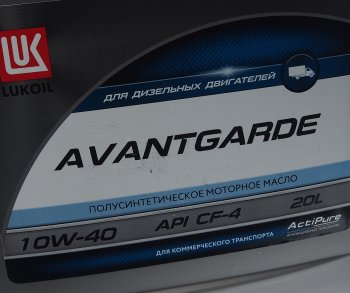 LUKOIL
ДЛЯ ДИЗЕЛЬНЫХ ДВИГАТЕЛЕЙ
AVANTGARDE
ПОЛУСИНТЕТИЧЕСКОЕ МОТОРНОЕ МАСЛО
10W-40 API CF-4 20L
ДЛЯ КОММЕРЧЕСКОГО ТРАНСПОРТА
ActiPure